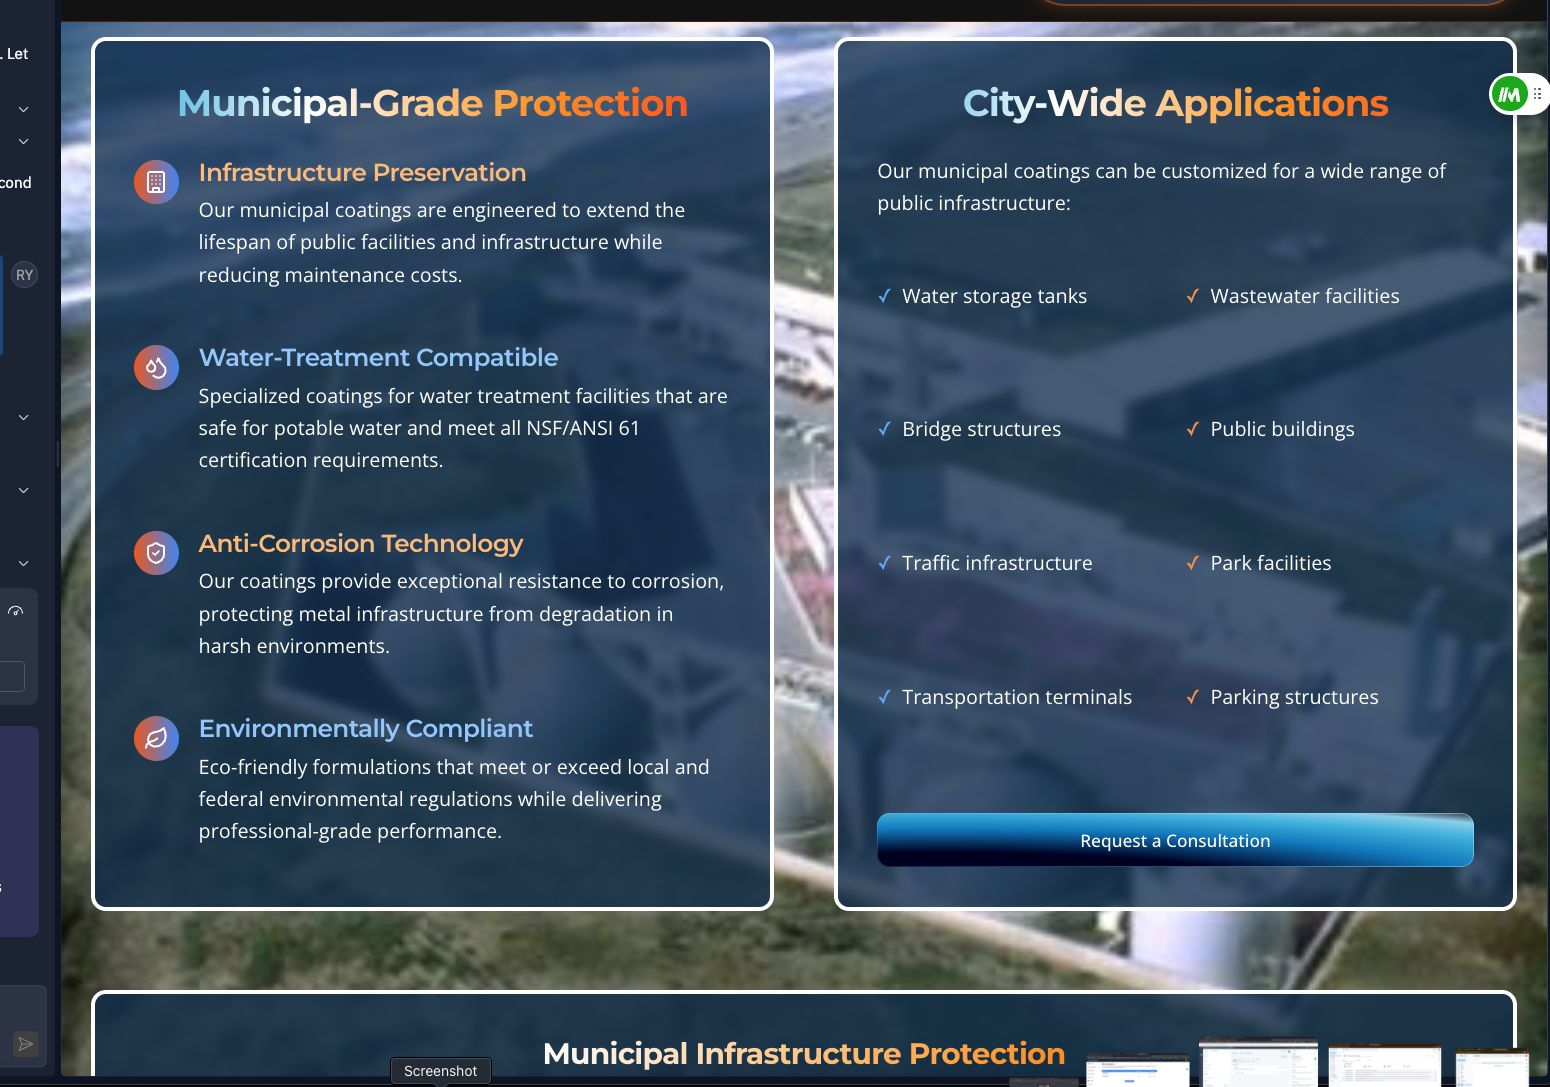 . Let
cond
RY
s
Municipal-Grade Protection
Infrastructure Preservation
Our municipal coatings are engineered to extend the
lifespan of public facilities and infrastructure while
reducing maintenance costs.
Water-Treatment Compatible
Specialized coatings for water treatment facilities that are
safe for potable water and meet all NSF/ANSI 61
certification requirements.
Anti-Corrosion Technology
Our coatings provide exceptional resistance to corrosion,
protecting metal infrastructure from degradation in
harsh environments.
Environmentally Compliant
Eco-friendly formulations that meet or exceed local and
federal environmental regulations while delivering
professional-grade performance.
City-Wide Applications
Our municipal coatings can be customized for a wide range of
public infrastructure:
✓ Water storage tanks
✓ Wastewater facilities
✓ Bridge structures
✓ Public buildings
✓ Traffic infrastructure
✓ Park facilities
✓ Transportation terminals
✓ Parking structures
Request a Consultation
Municipal Infrastructure Protection
Screenshot